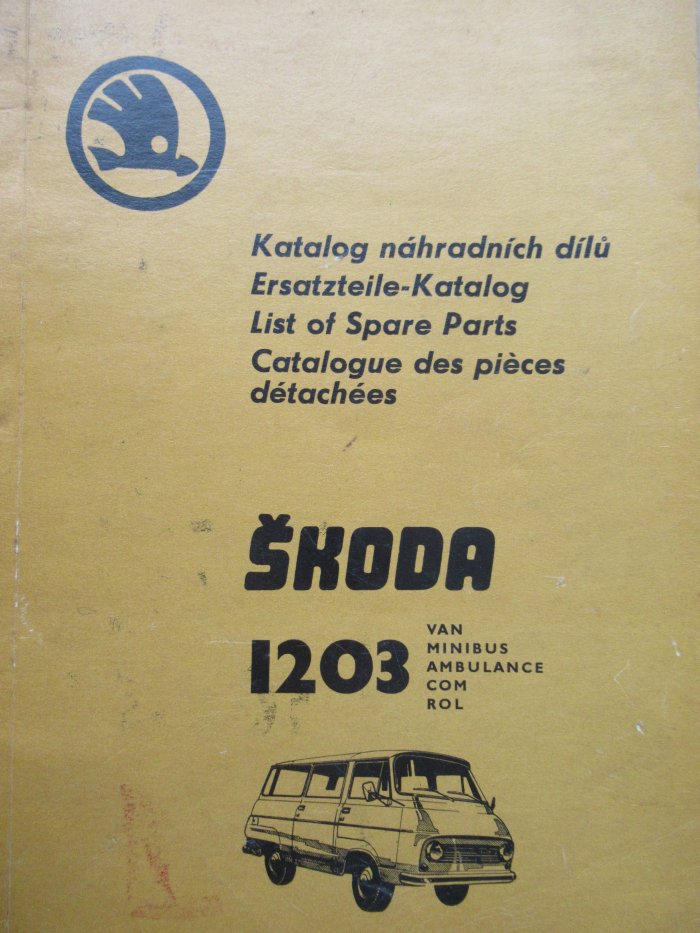 Katalog náhradních dílů
Ersatzteile-Katalog
List of Spare Parts
Catalogue des pièces
détachées
ŠKODA
1203
VAN
MINIBUS
AMBULANCE
COM
ROL